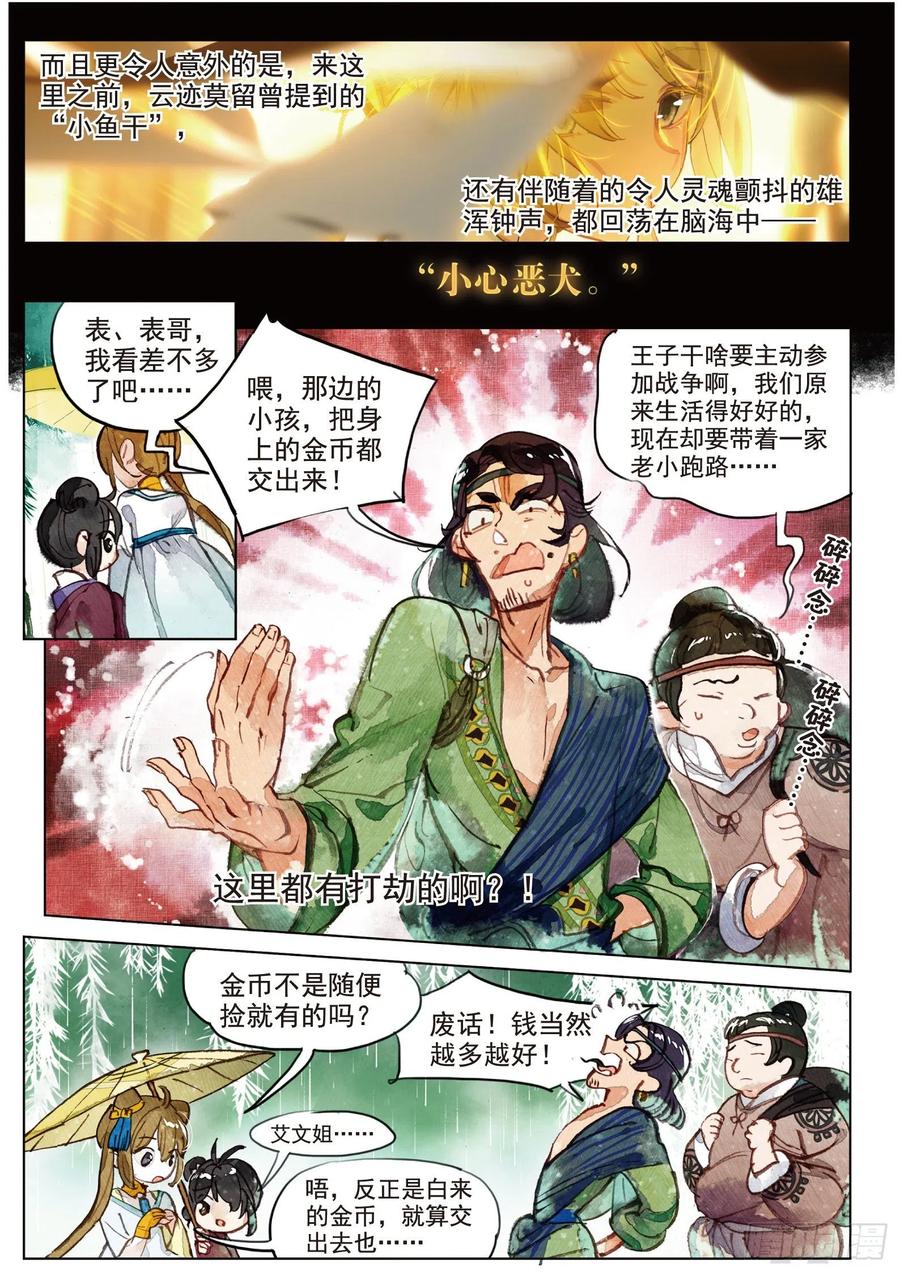 而且更令人意外的是，来这
里之前，云迹莫留曾提到的
“小鱼干”，
还有伴随着的令人灵魂颤抖的雄
浑钟声，都回荡在脑海中——
“小心恶犬。”
表、表哥，
我看差不多
了吧……
喂，那边的
小孩，把身
上的金币都
交出来！
王子干啥要主动参
加战争啊，我们原
来生活得好好的，
现在却要带着一家
老小跑路……
碎碎念……碎碎念……
这里都有打劫的啊？！
金币不是随便
捡就有的吗？
废话！钱当然
越多越好！
艾文姐……
唔，反正是白来
的金币，就算交
出去也……